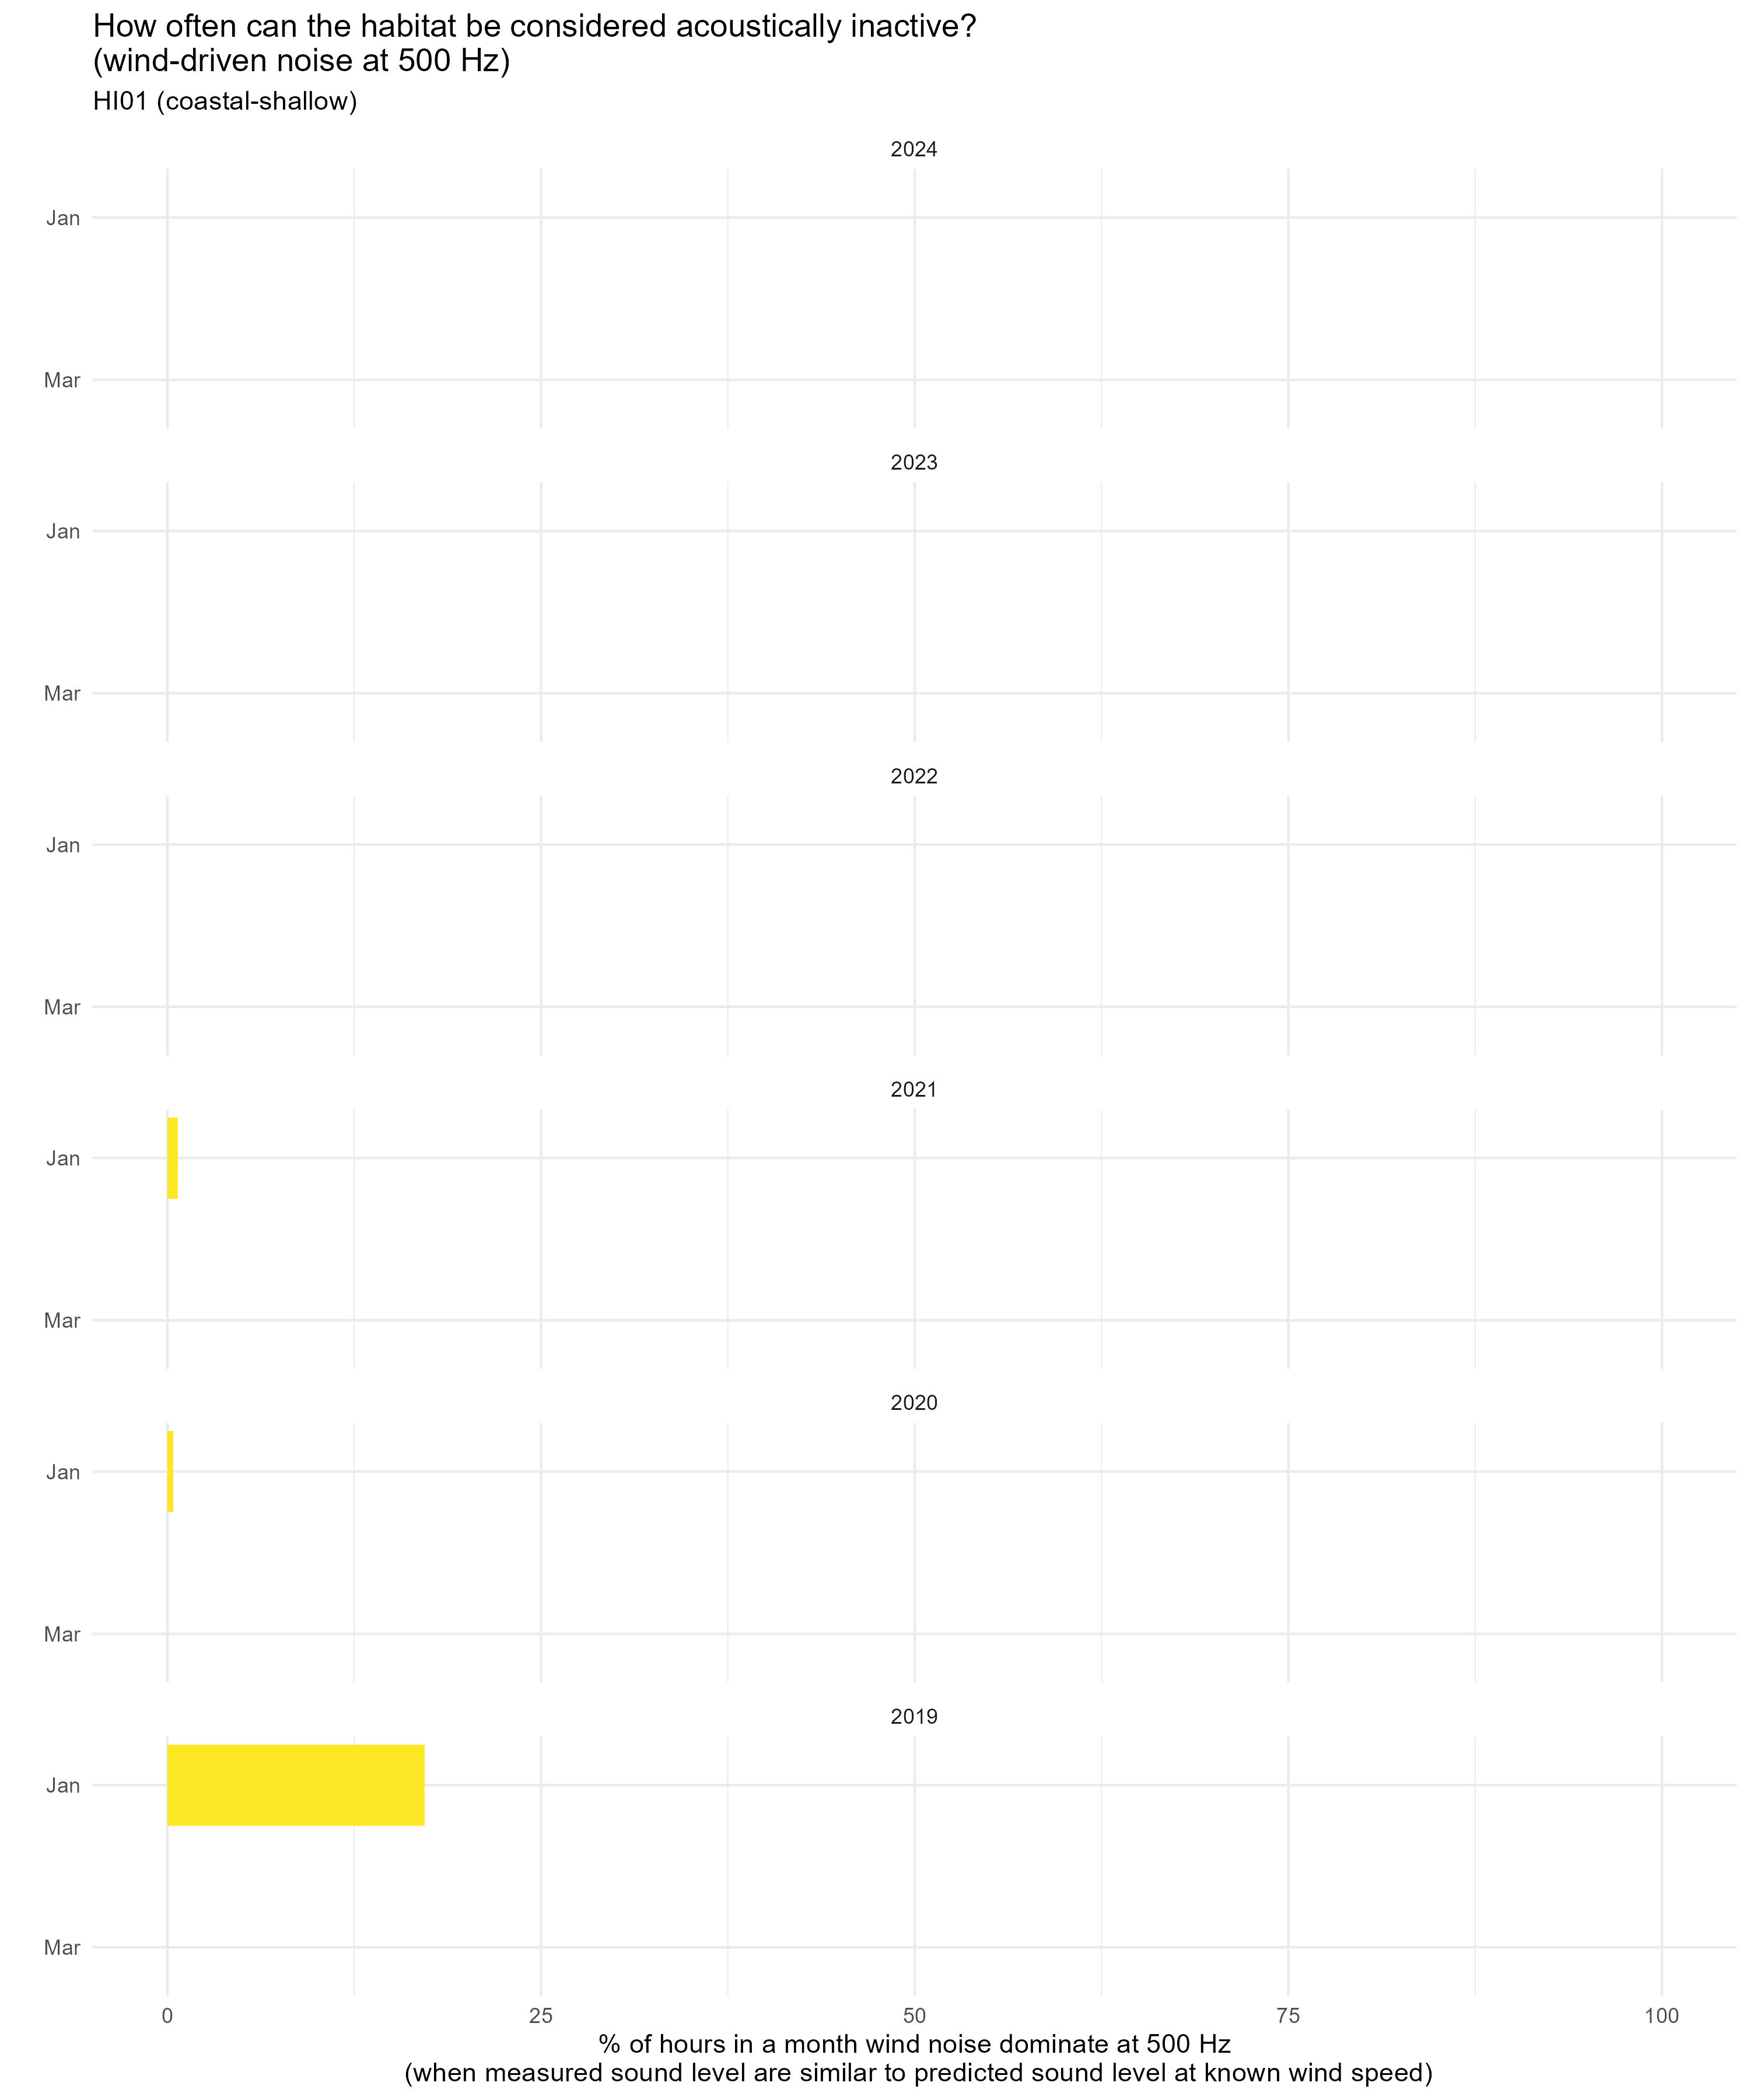 How often can the habitat be considered acoustically inactive?
(wind-driven noise at 500 Hz)
HI01 (coastal-shallow)
2024
Jan
Mar
2023
Jan
Mar
2022
Jan
Mar
2021
Jan
Mar
2020
Jan
Mar
2019
Jan
Mar
0 25 50 75 100
% of hours in a month wind noise dominate at 500 Hz
(when measured sound level are similar to predicted sound level at known wind speed)